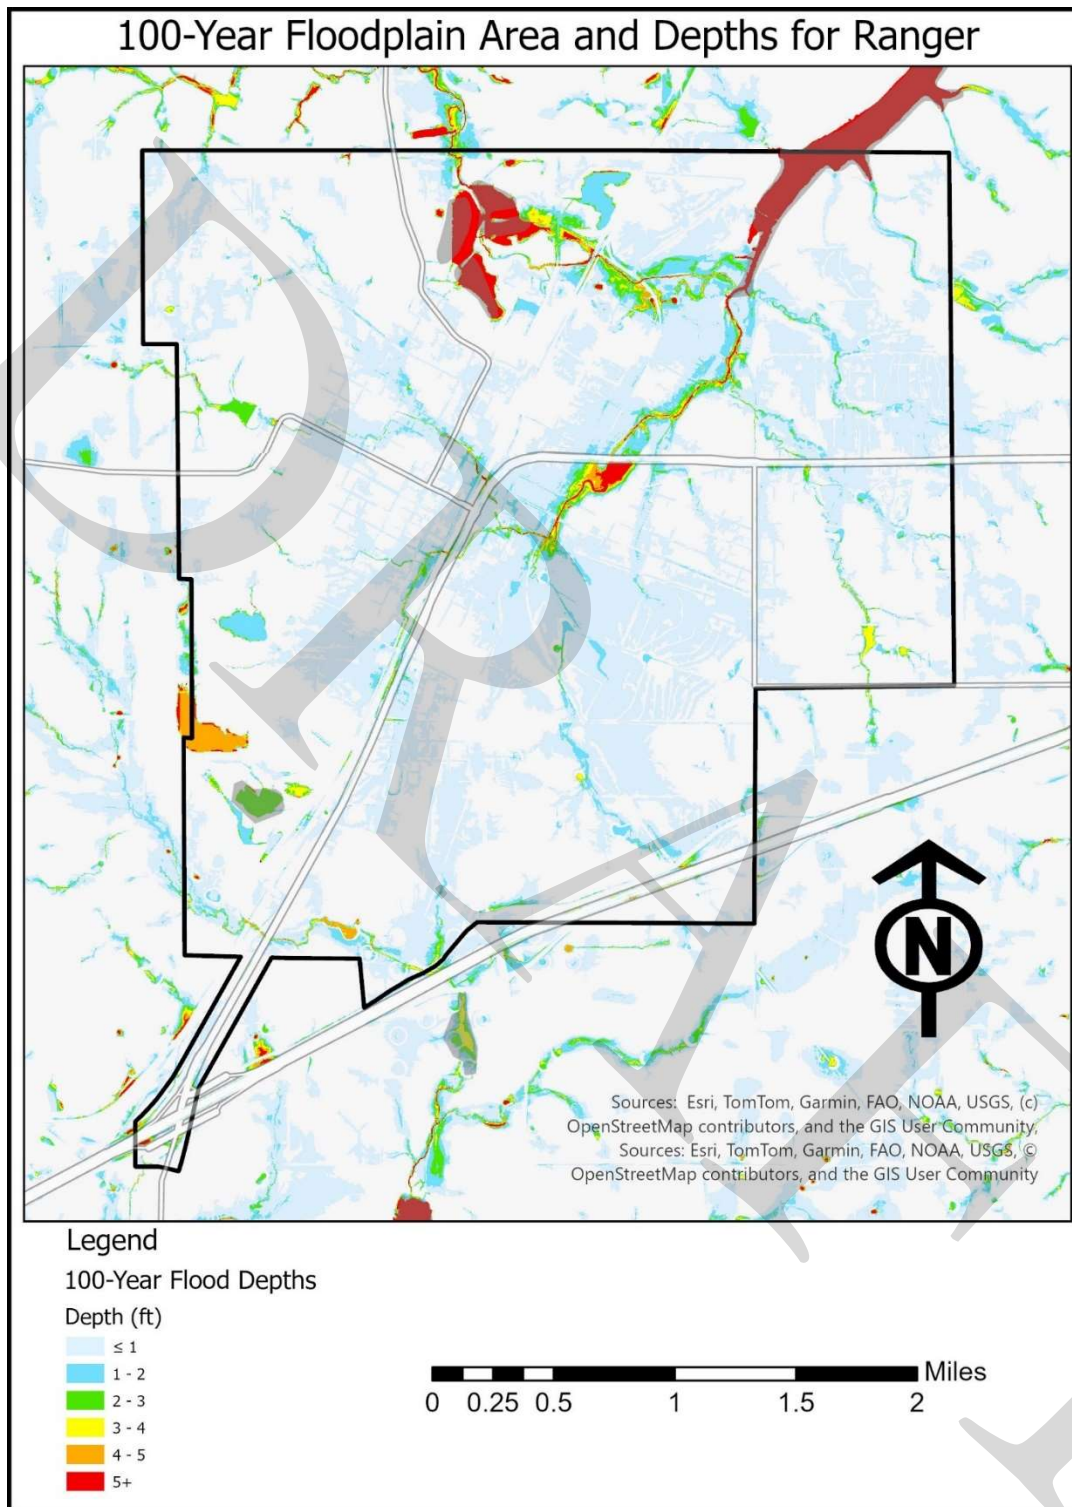 100-Year Floodplain Area and Depths for Ranger
DRAFT
N
Sources: Esri, TomTom, Garmin, FAO, NOAA, USGS, (c)
OpenStreetMap contributors, and the GIS User Community,
Sources: Esri, TomTom, Garmin, FAO, NOAA, USGS, ©
OpenStreetMap contributors, and the GIS User Community
Legend
100-Year Flood Depths
Depth (ft)
≤ 1
1 - 2
2 - 3
3 - 4
4 - 5
5+
Miles
0 0.25 0.5 1 1.5 2